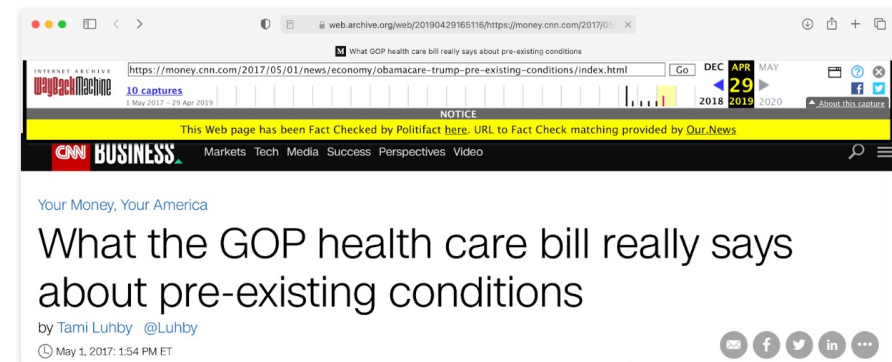 web.archive.org/web/20190429165116/https://money.cnn.com/2017/05
M What GOP health care bill really says about pre-existing conditions
INTERNET ARCHIVE
WayBackMachine
https://money.cnn.com/2017/05/01/news/economy/obamacare-trump-pre-existing-conditions/index.html Go DEC APR MAY
10 captures
29
1 May 2017 - 29 Apr 2019
2018 2019 2020
About this capture
NOTICE
This Web page has been Fact Checked by Politifact here. URL to Fact Check matching provided by Our.News
CNN BUSINESS Markets Tech Media Success Perspectives Video
Your Money, Your America
What the GOP health care bill really says
about pre-existing conditions
by Tami Luhby @Luhby
May 1, 2017: 1:54 PM ET